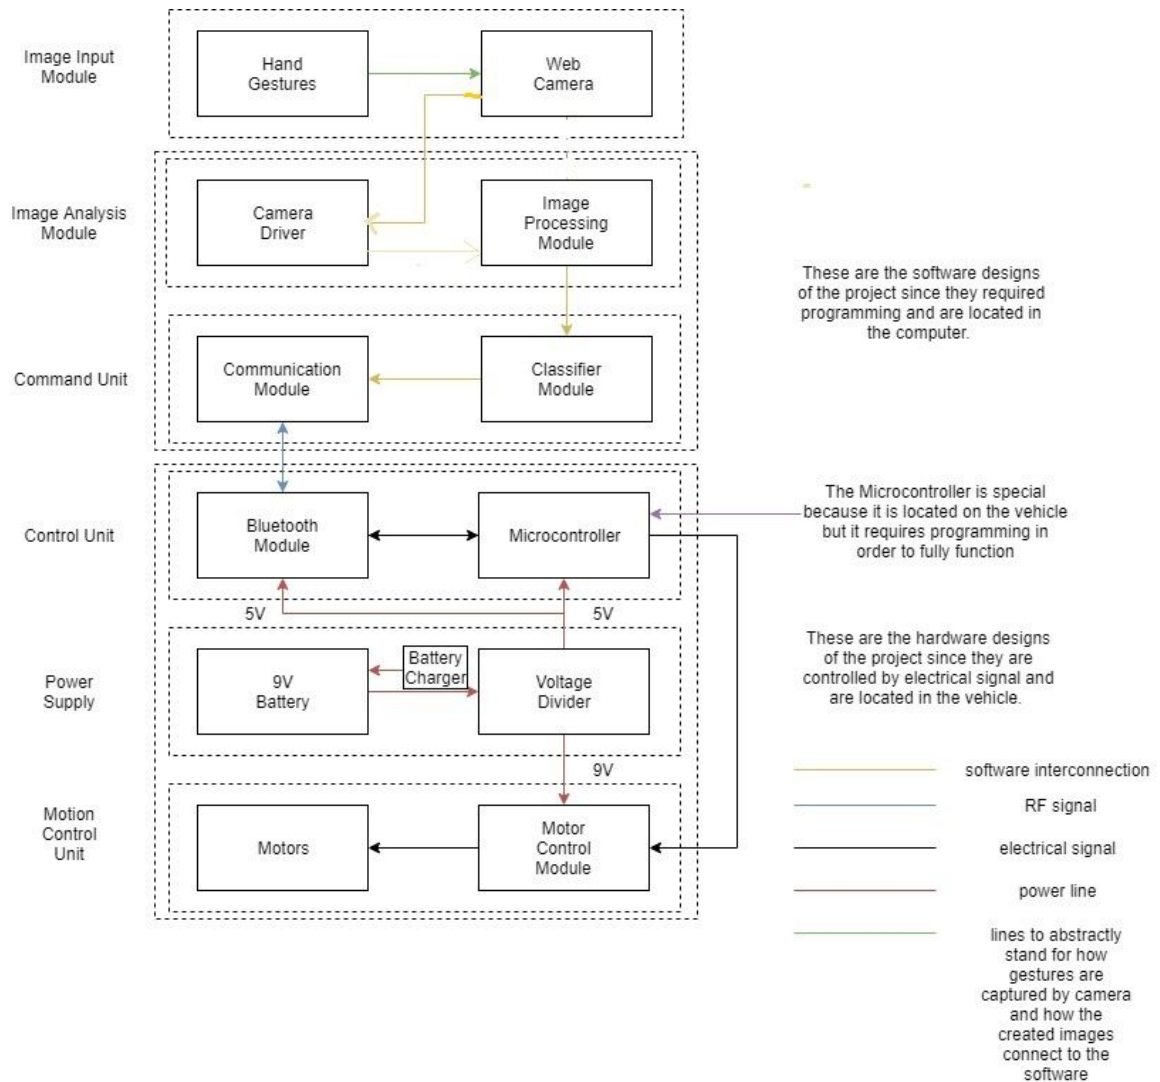 Image Input
Module
Hand
Gestures
Web
Camera
Image Analysis
Module
Camera
Driver
Image
Processing
Module
These are the software designs
of the project since they required
programming and are located in
the computer.
Command Unit
Communication
Module
Classifier
Module
Control Unit
Bluetooth
Module
Microcontroller
The Microcontroller is special
because it is located on the vehicle
but it requires programming in
order to fully function
5V
5V
Power
Supply
9V
Battery
Battery
Charger
Voltage
Divider
These are the hardware designs
of the project since they are
controlled by electrical signal and
are located in the vehicle.
9V
Motion
Control
Unit
Motors
Motor
Control
Module
software interconnection
RF signal
electrical signal
power line
lines to abstractly
stand for how
gestures are
captured by camera
and how the
created images
connect to the
software